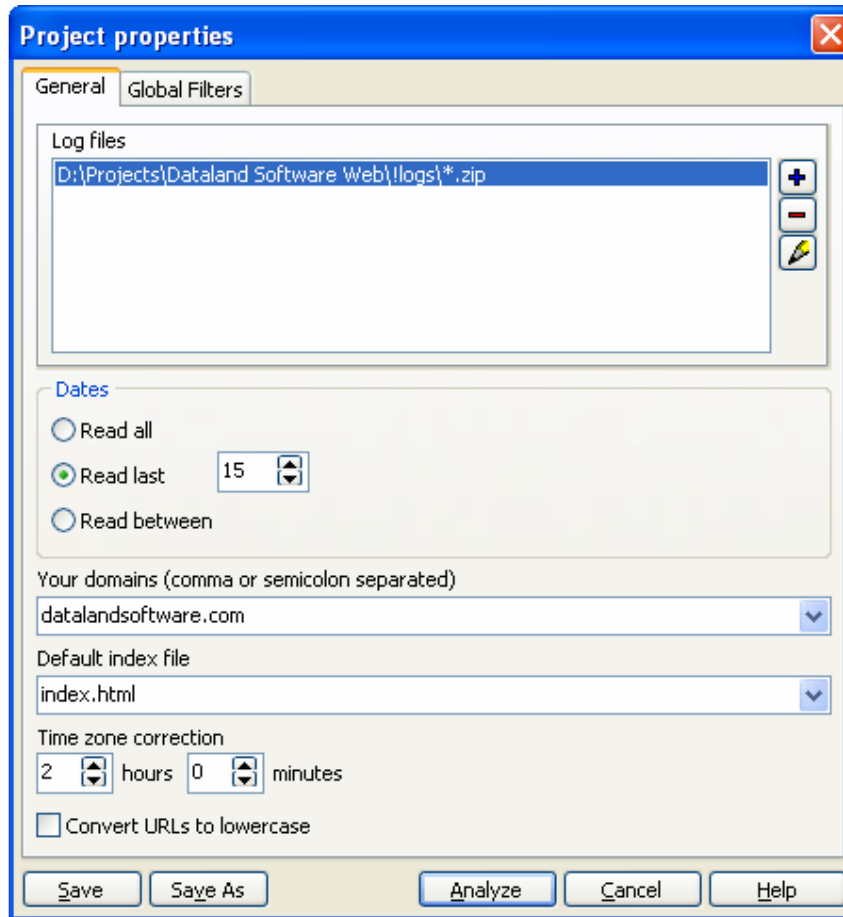 Project properties
General Global Filters
Log files
D:\Projects\Dataland Software Web\!logs\*.zip
Dates
Read all
Read last 15
Read between
Your domains (comma or semicolon separated)
datalandsoftware.com
Default index file
index.html
Time zone correction
2 hours 0 minutes
Convert URLs to lowercase
Save Save As Analyze Cancel Help